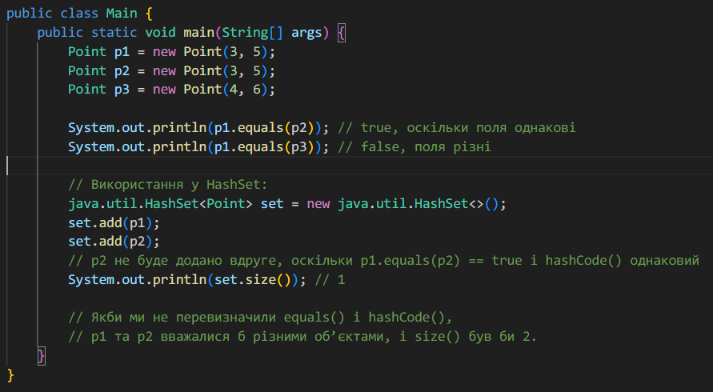 public class Main {
public static void main(String[] args) {
Point p1 = new Point(3, 5);
Point p2 = new Point(3, 5);
Point p3 = new Point(4, 6);
System.out.println(p1.equals(p2)); // true, оскільки поля однакові
System.out.println(p1.equals(p3)); // false, поля різні
// Використання у HashSet:
java.util.HashSet<Point> set = new java.util.HashSet<>();
set.add(p1);
set.add(p2);
// p2 не буде додано вдруге, оскільки p1.equals(p2) == true і hashCode() однаковий
System.out.println(set.size()); // 1
// Якби ми не перевизначили equals() і hashCode(),
// p1 та p2 вважалися б різними об’єктами, і size() був би 2.
}
}